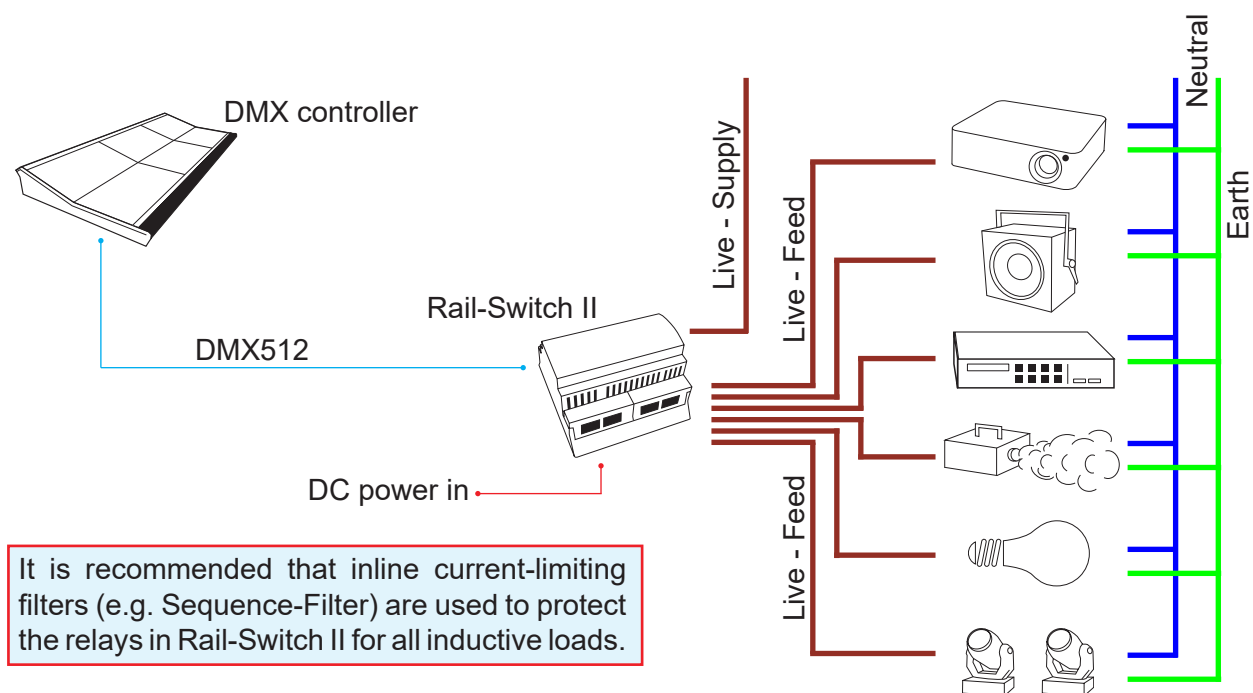 DMX controller
Rail-Switch II
DMX512
DC power in
Live - Supply
Live - Feed
Live - Feed
Neutral
Earth
It is recommended that inline current-limiting
filters (e.g. Sequence-Filter) are used to protect
the relays in Rail-Switch II for all inductive loads.